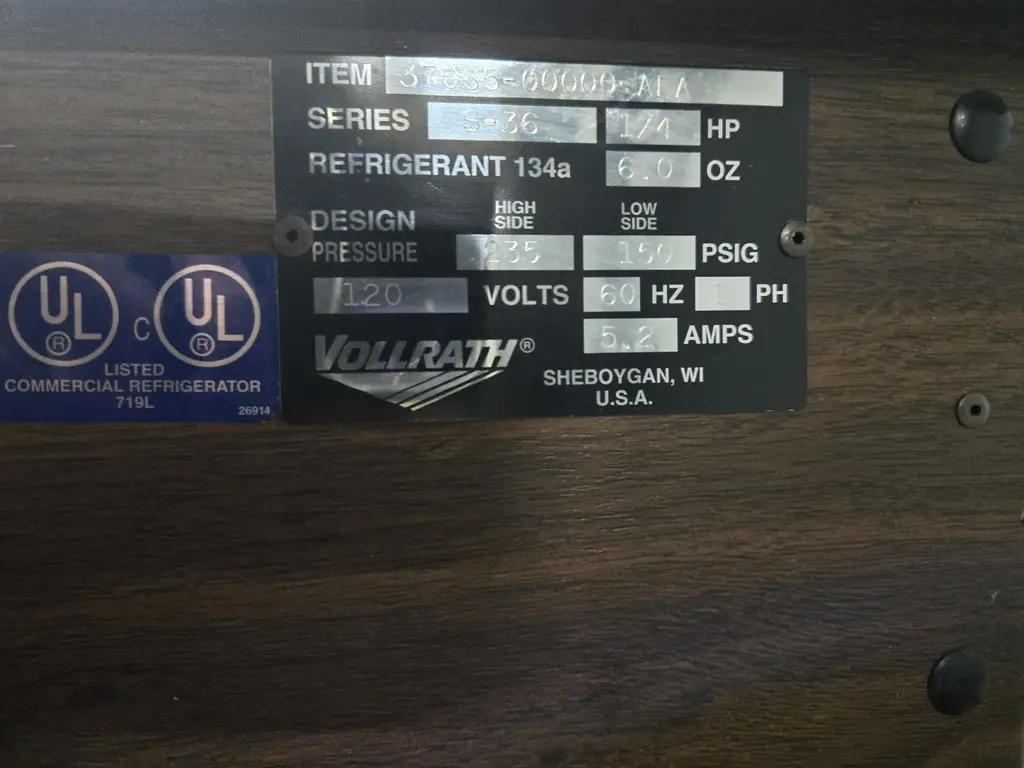 ITEM
SERIES S-36 1/4 HP
REFRIGERANT 134a 6.0 OZ
HIGH SIDE LOW SIDE
DESIGN PRESSURE 235 150 PSIG
120 VOLTS 60 HZ 1 PH
5.2 AMPS
VOLLRATH®
SHEBOYGAN, WI
U.S.A.
UL ® C UL ®
LISTED
COMMERCIAL REFRIGERATOR
719L
26914